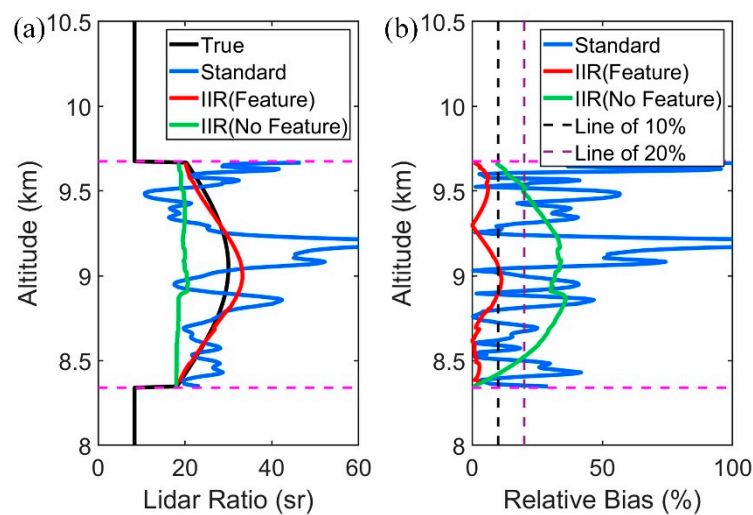 (a)
10.5
10
9.5
9
8.5
8
Altitude (km)
0
20
40
60
Lidar Ratio (sr)
True
Standard
IIR(Feature)
IIR(No Feature)
(b)
10.5
10
9.5
9
8.5
8
Altitude (km)
0
50
100
Relative Bias (%)
Standard
IIR(Feature)
IIR(No Feature)
Line of 10%
Line of 20%